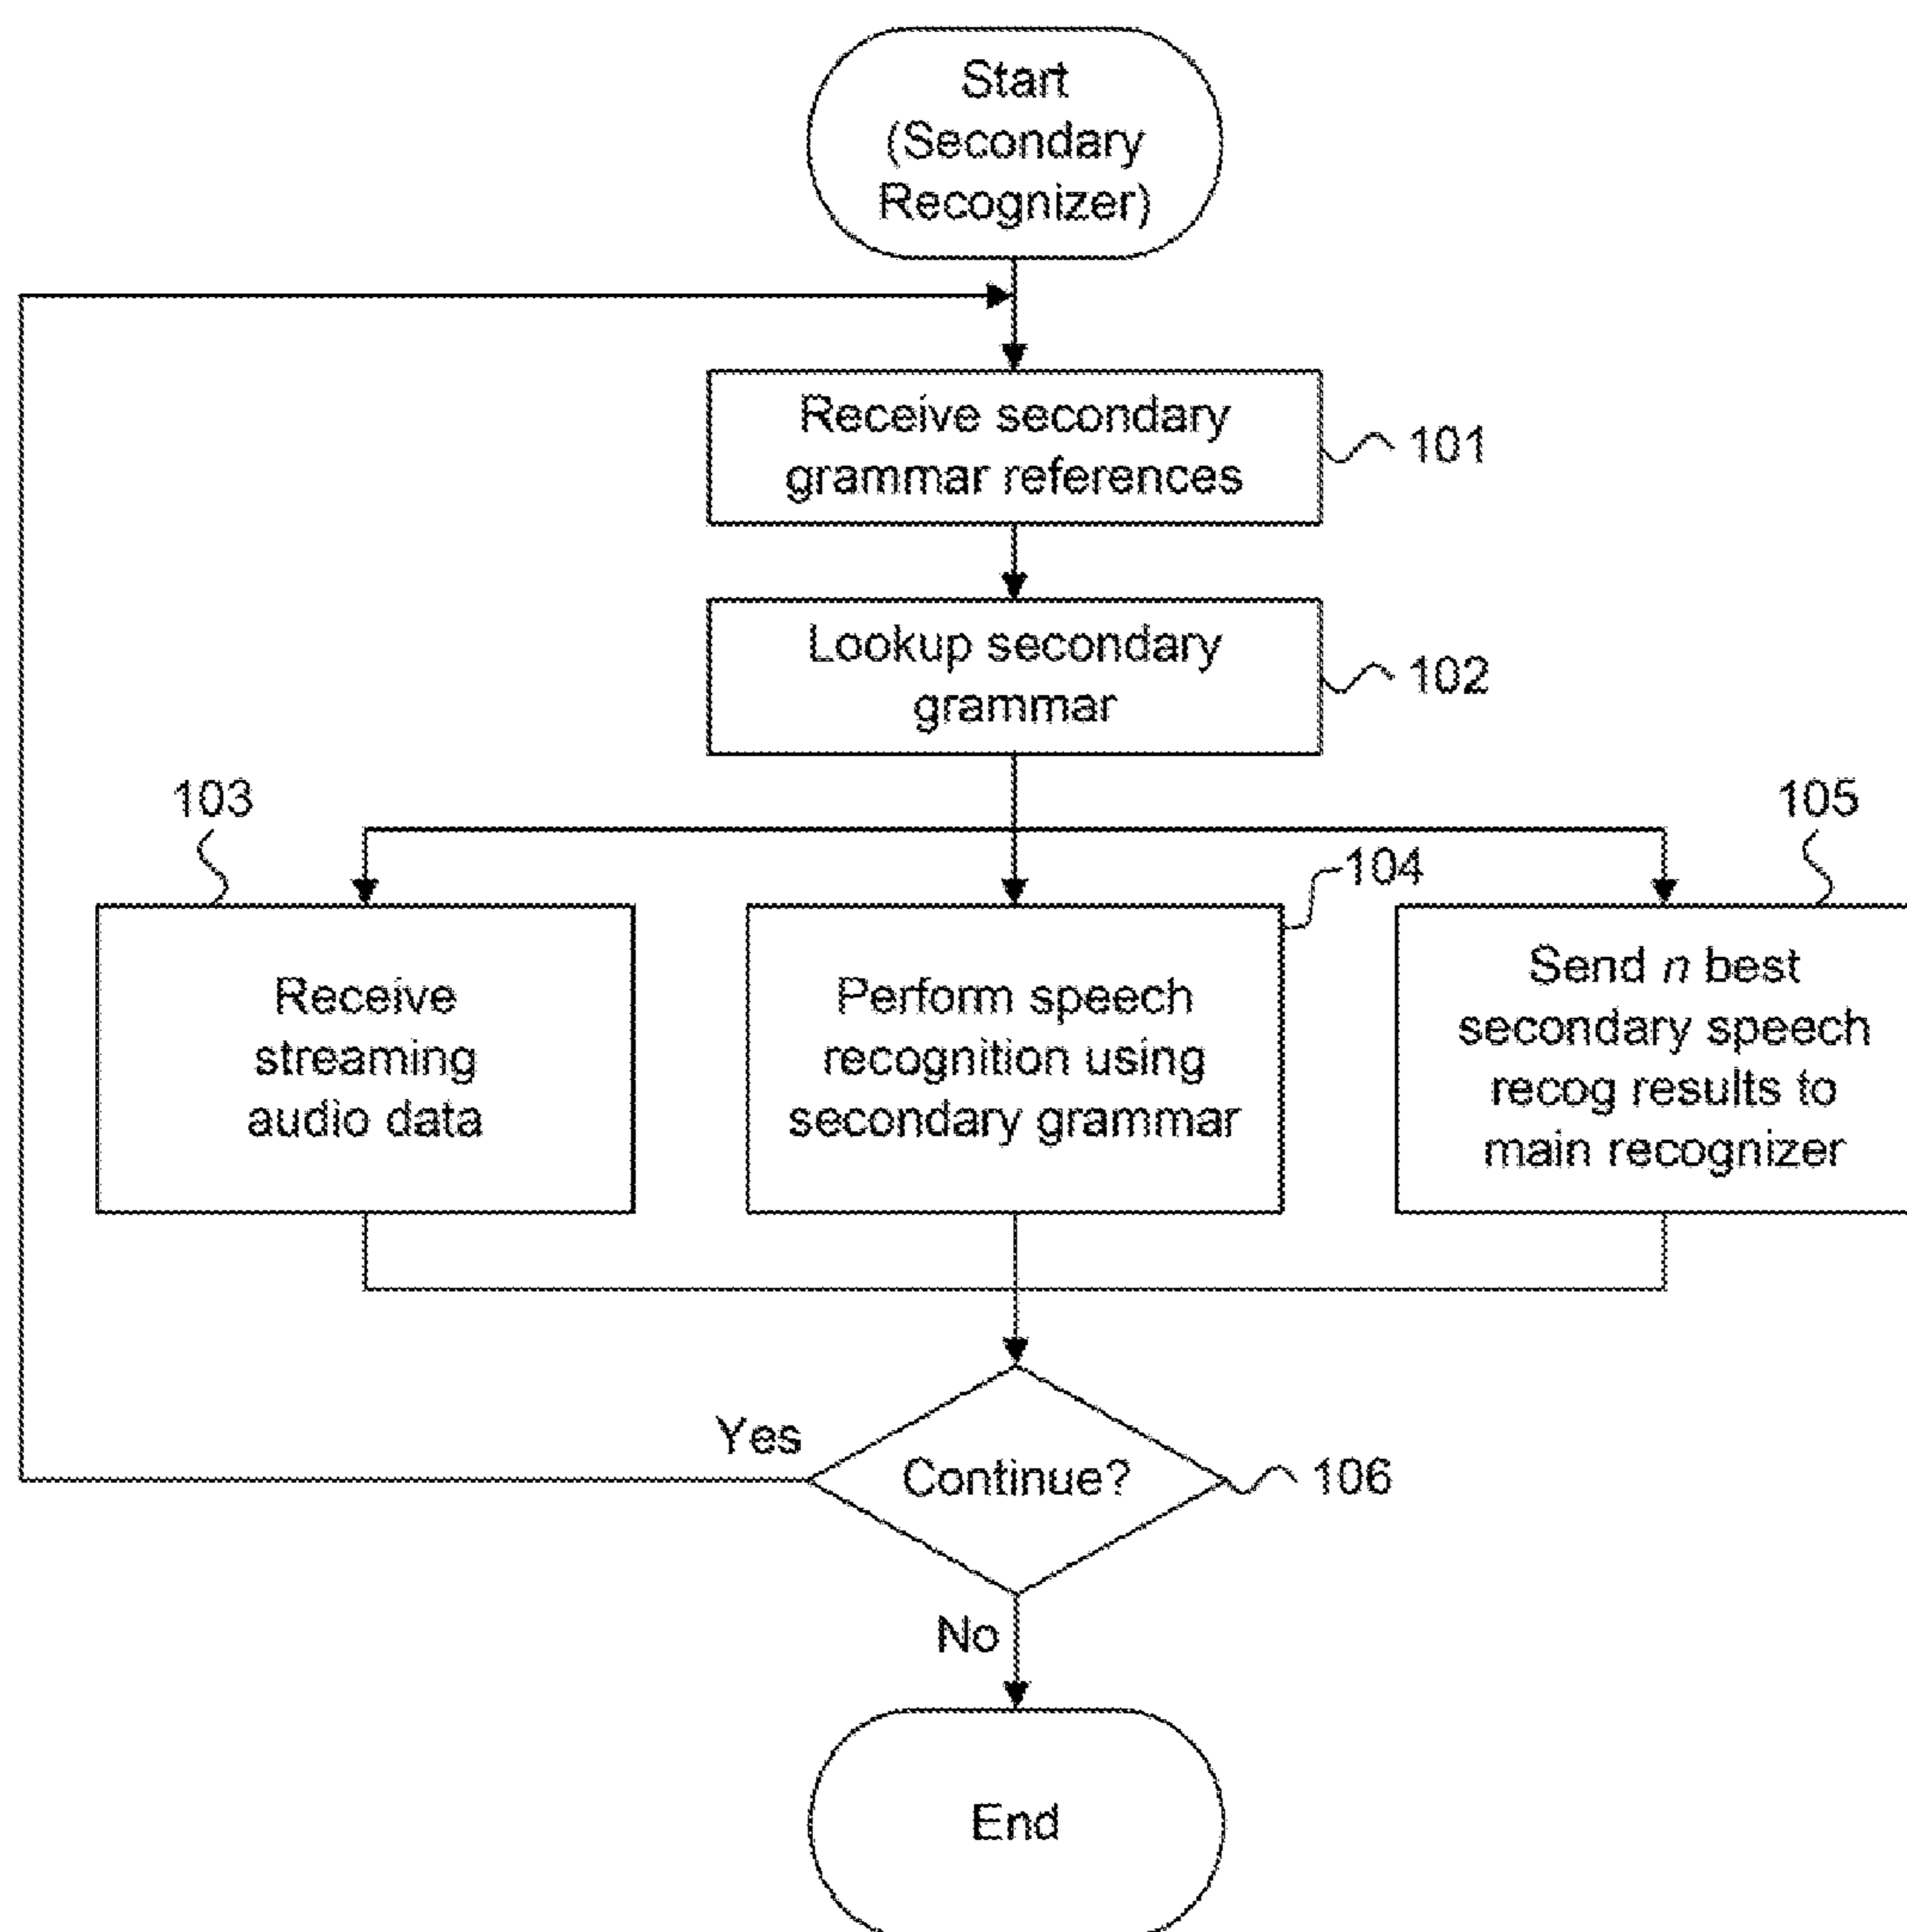 Start
(Secondary
Recognizer)
Receive secondary
grammar references
101
Lookup secondary
grammar
102
103
105
104
Receive
streaming
audio data
Perform speech
recognition using
secondary grammar
Send n best
secondary speech
recog results to
main recognizer
Yes
Continue?
106
No
End